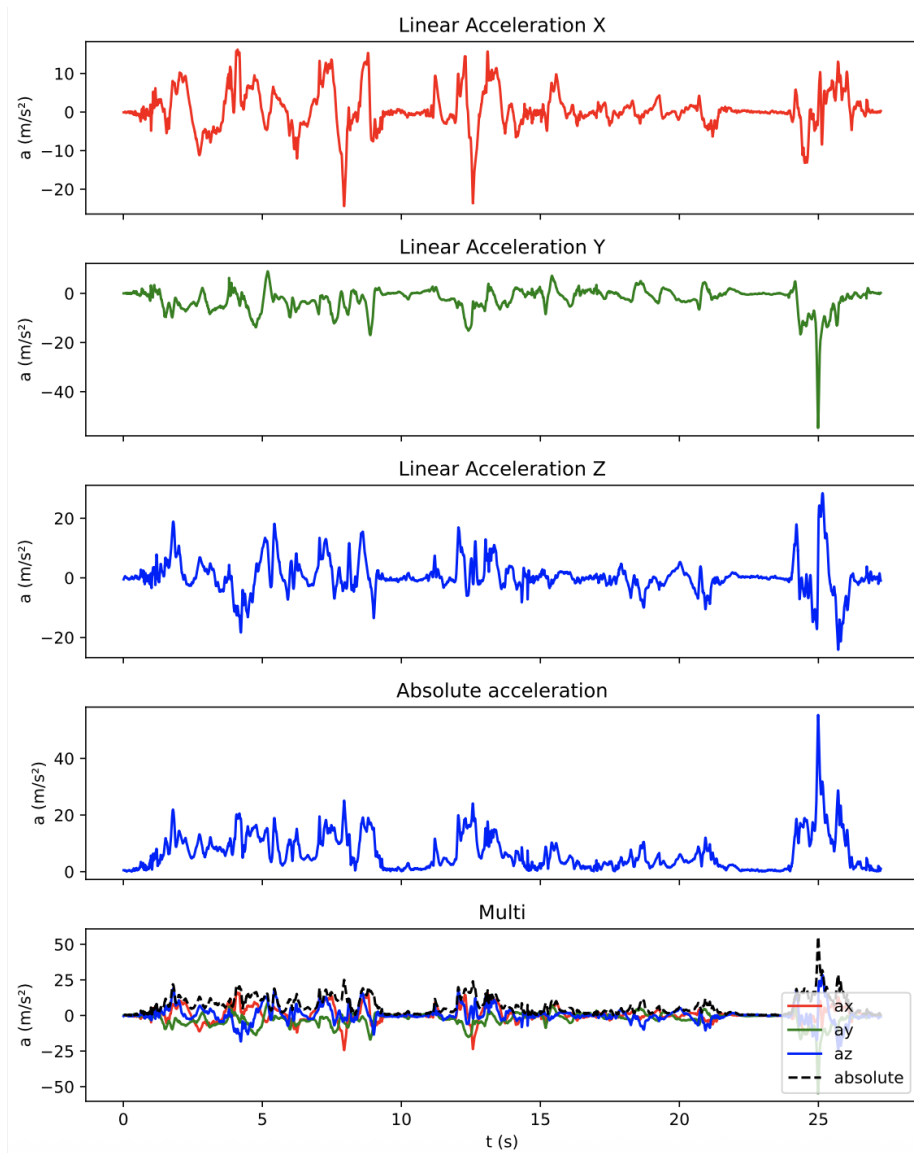 Linear Acceleration X
a (m/s²)
10
0
−10
−20
Linear Acceleration Y
a (m/s²)
0
−20
−40
Linear Acceleration Z
a (m/s²)
20
0
−20
Absolute acceleration
a (m/s²)
40
20
0
Multi
a (m/s²)
50
25
0
−25
−50
ax
ay
az
absolute
0 5 10 15 20 25
t (s)